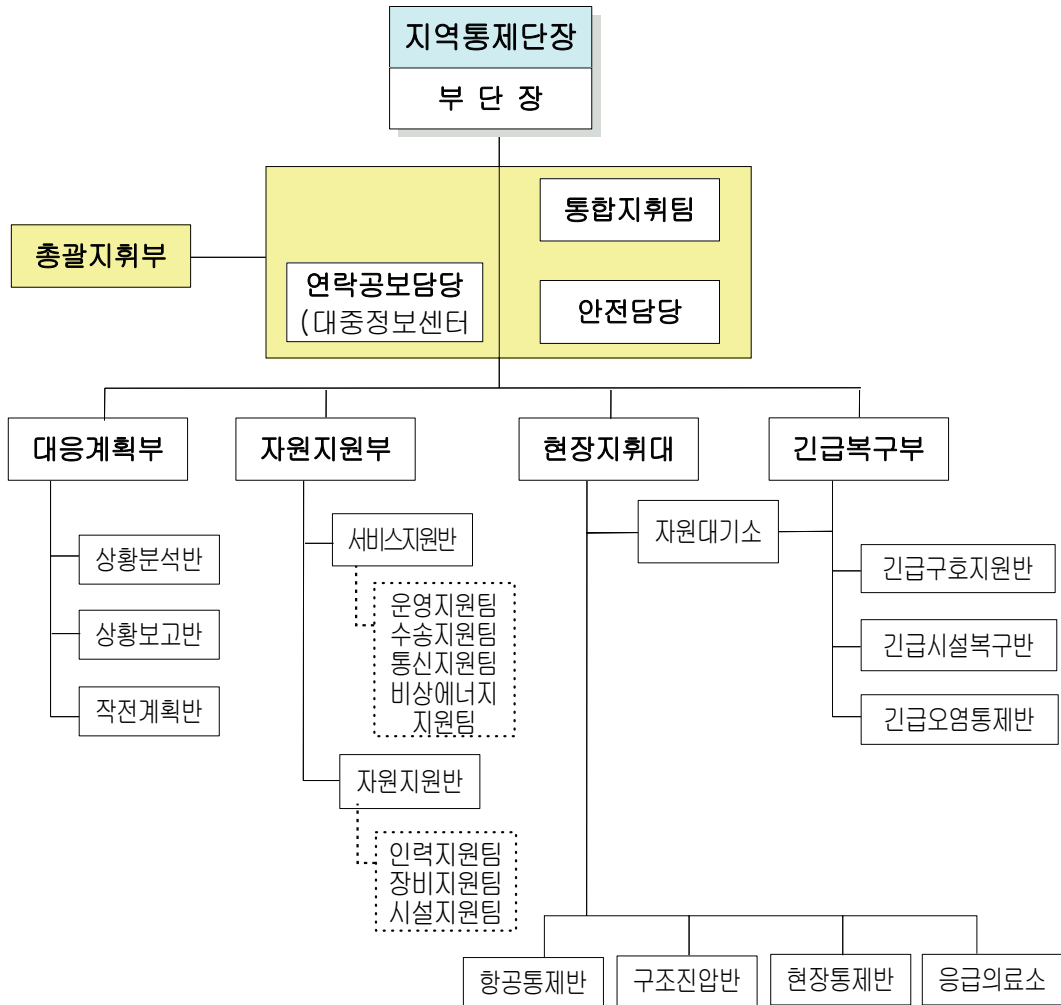 지역통제단장
부 단 장
통합지휘팀
총괄지휘부
연락공보담당
(대중정보센터
안전담당
대응계획부
자원지원부
현장지휘대
긴급복구부
상황분석반
상황보고반
작전계획반
서비스지원반
운영지원팀
수송지원팀
통신지원팀
비상에너지
지원팀
자원지원반
인력지원팀
장비지원팀
시설지원팀
자원대기소
긴급구호지원반
긴급시설복구반
긴급오염통제반
항공통제반
구조진압반
현장통제반
응급의료소